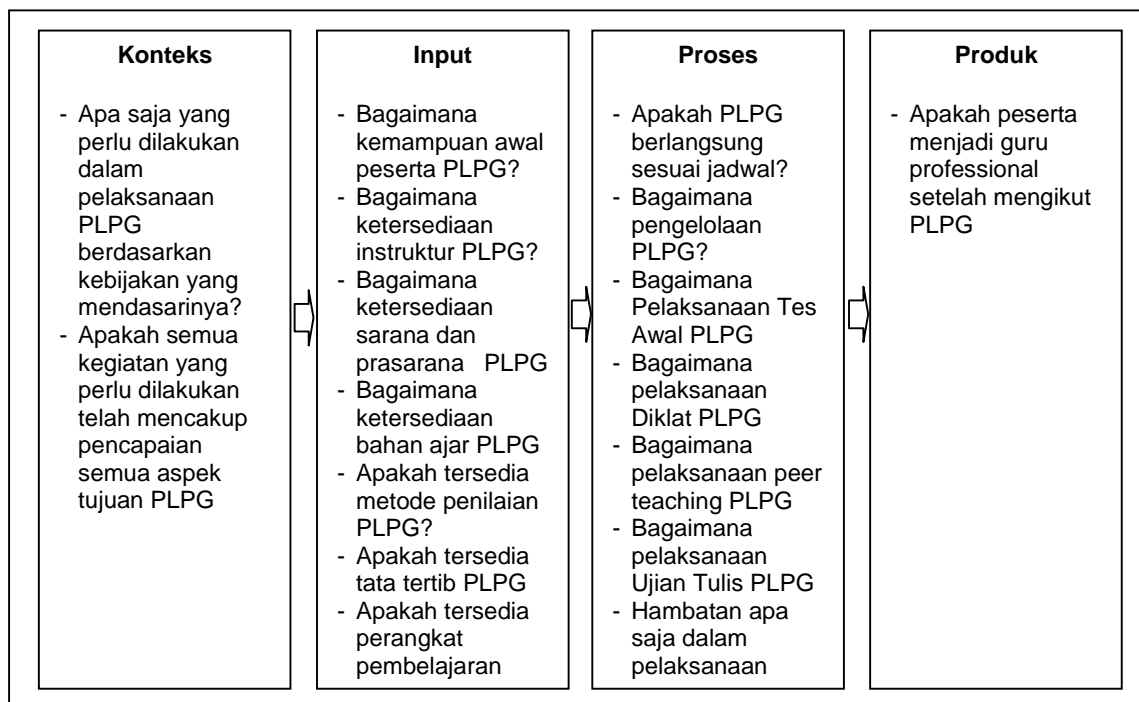 Konteks
- Apa saja yang
perlu dilakukan
dalam
pelaksanaan
PLPG
berdasarkan
kebijakan yang
mendasarinya?
- Apakah semua
kegiatan yang
perlu dilakukan
telah mencakup
pencapaian
semua aspek
tujuan PLPG
Input
- Bagaimana
kemampuan awal
peserta PLPG?
- Bagaimana
ketersediaan
instruktur PLPG?
- Bagaimana
ketersediaan
sarana dan
prasarana PLPG
- Bagaimana
ketersediaan
bahan ajar PLPG
- Apakah tersedia
metode penilaian
PLPG?
- Apakah tersedia
tata tertib PLPG
- Apakah tersedia
perangkat
pembelajaran
Proses
- Apakah PLPG
berlangsung
sesuai jadwal?
- Bagaimana
pengelolaan
PLPG?
- Bagaimana
Pelaksanaan Tes
Awal PLPG
- Bagaimana
pelaksanaan
Diklat PLPG
- Bagaimana
pelaksanaan peer
teaching PLPG
- Bagaimana
pelaksanaan
Ujian Tulis PLPG
- Hambatan apa
saja dalam
pelaksanaan
Produk
- Apakah peserta
menjadi guru
professional
setelah mengikut
PLPG